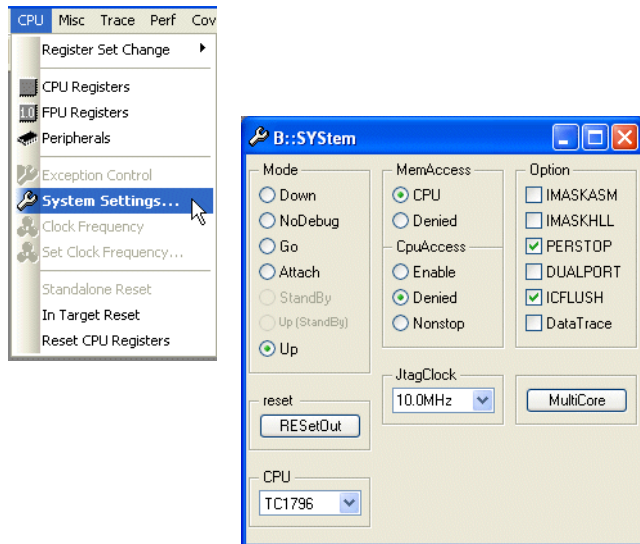 CPU Misc Trace Perf Cov
Register Set Change
CPU Registers
1.0 FPU Registers
Peripherals
Exception Control
System Settings...
Clock Frequency
Set Clock Frequency...
Standalone Reset
In Target Reset
Reset CPU Registers
B::SYStem
Mode
Down
NoDebug
Go
Attach
StandBy
Up (StandBy)
Up
reset
RESetOut
CPU
TC1796
MemAccess
CPU
Denied
CpuAccess
Enable
Denied
Nonstop
JtagClock
10.0MHz
Option
IMASKASM
IMASKHLL
PERSTOP
DUALPORT
ICFLUSH
DataTrace
MultiCore